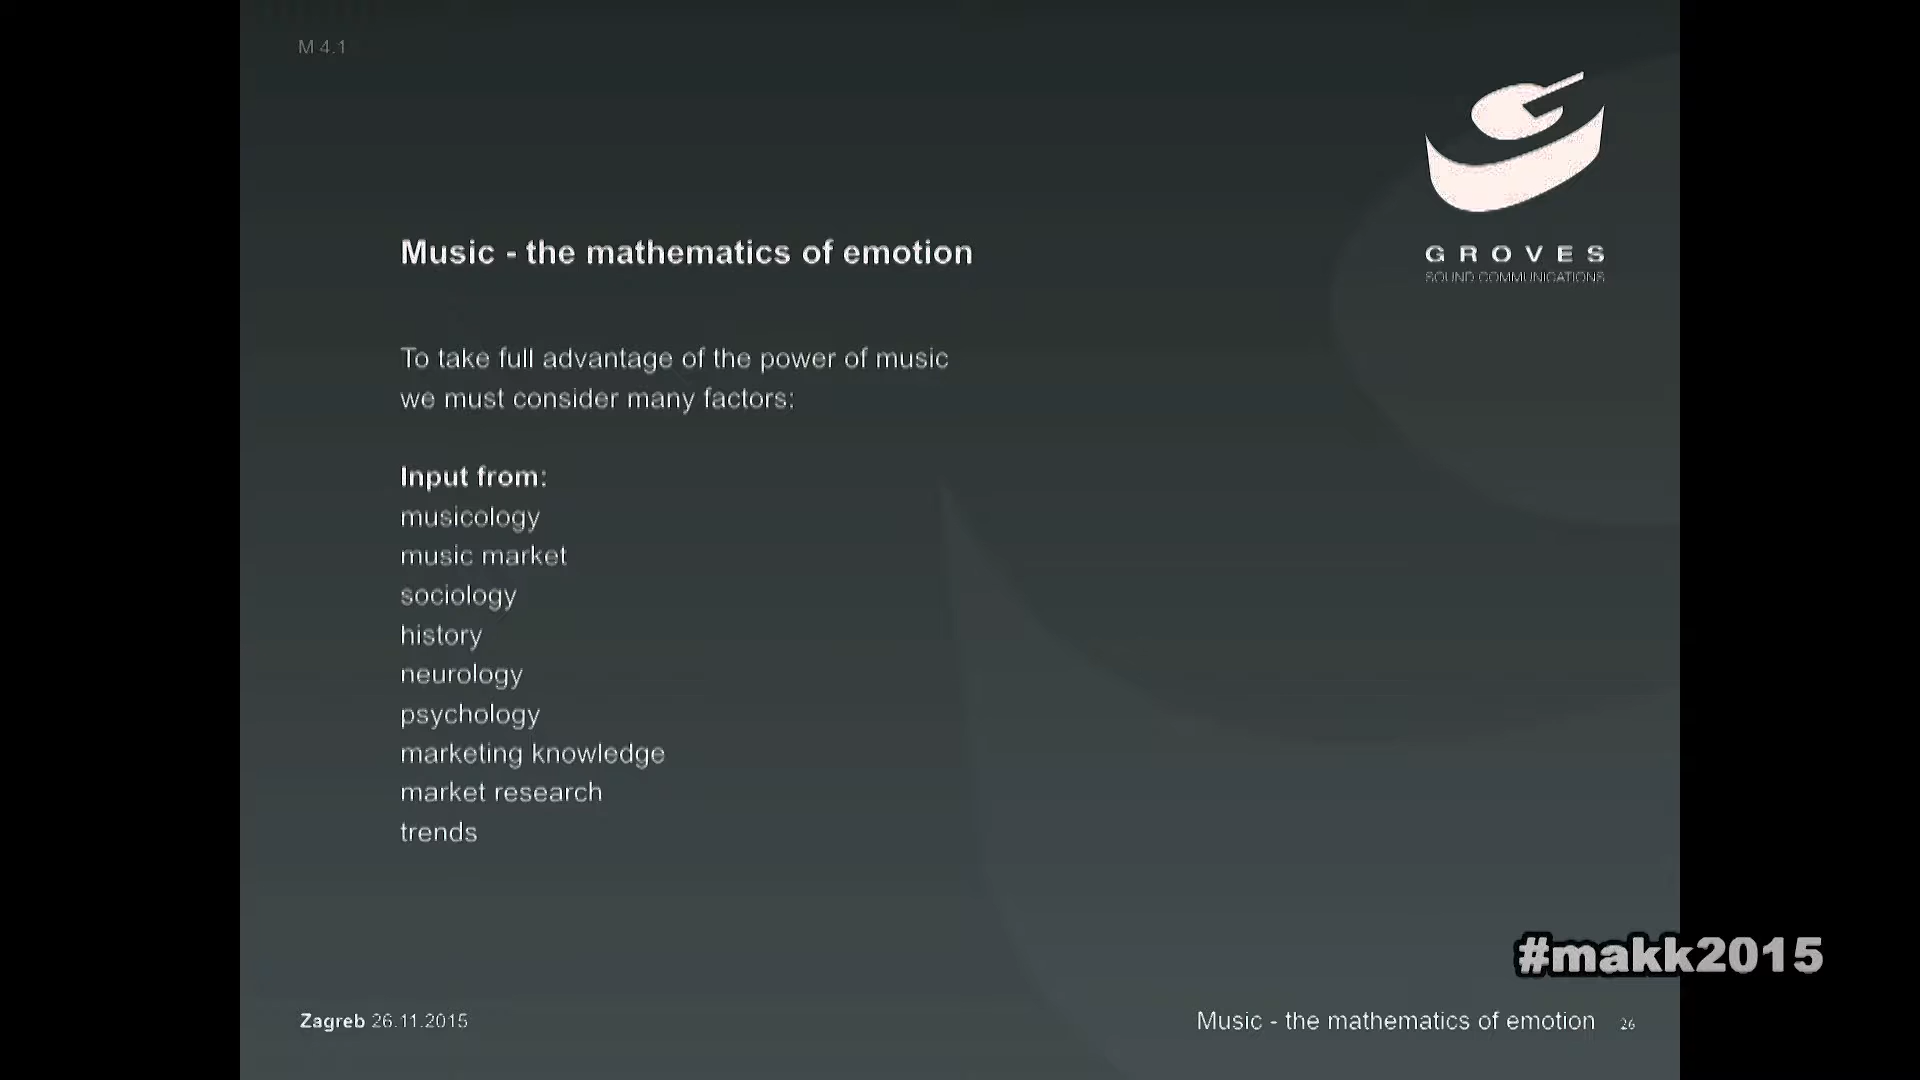 M 4.1
GROVES
SOUND COMMUNICATIONS
Music - the mathematics of emotion
To take full advantage of the power of music
we must consider many factors:
Input from:
musicology
music market
sociology
history
neurology
psychology
marketing knowledge
market research
trends
#makk2015
Zagreb 26.11.2015
Music - the mathematics of emotion 26